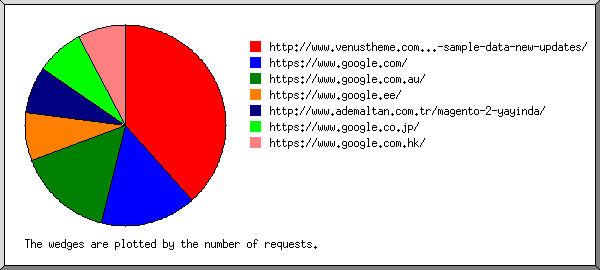 http://www.venustheme.com...-sample-data-new-updates/
https://www.google.com/
https://www.google.com.au/
https://www.google.ee/
http://www.ademaltan.com.tr/magento-2-yayinda/
https://www.google.co.jp/
https://www.google.com.hk/
The wedges are plotted by the number of requests.